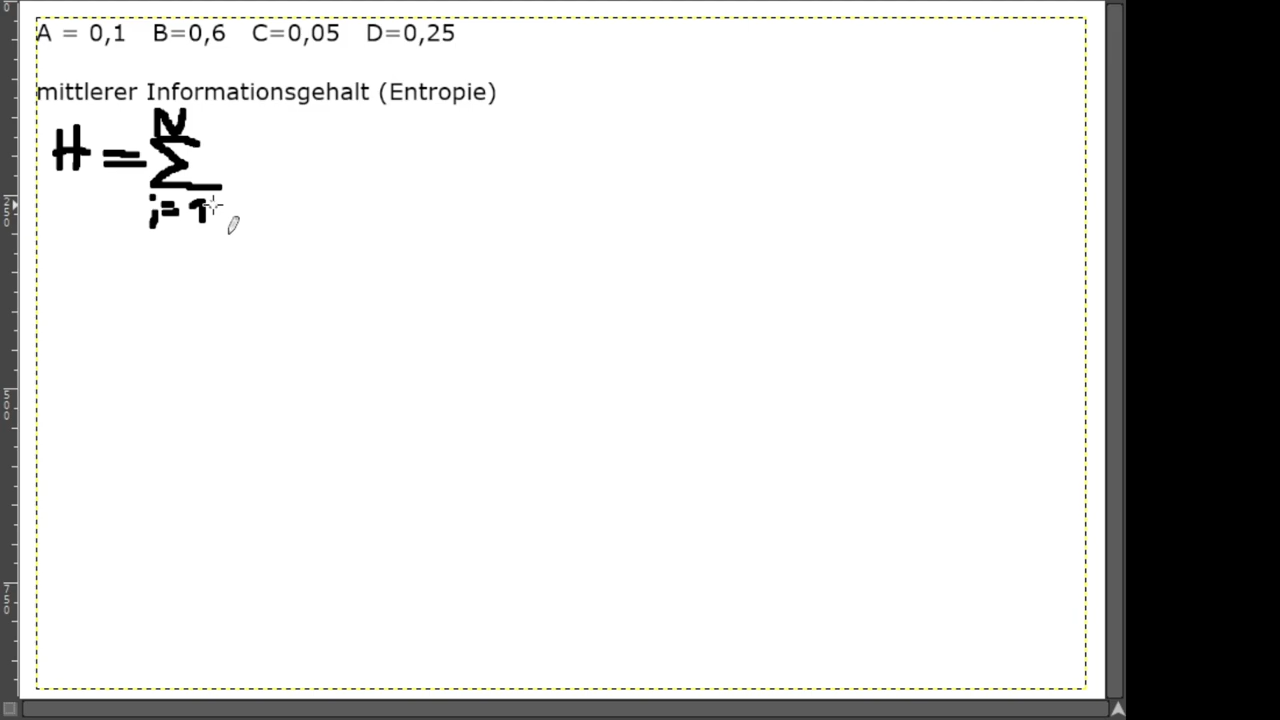 A = 0,1 B=0,6 C=0,05 D=0,25
mittlerer Informationsgehalt (Entropie)
N
H = Σ
i = 1